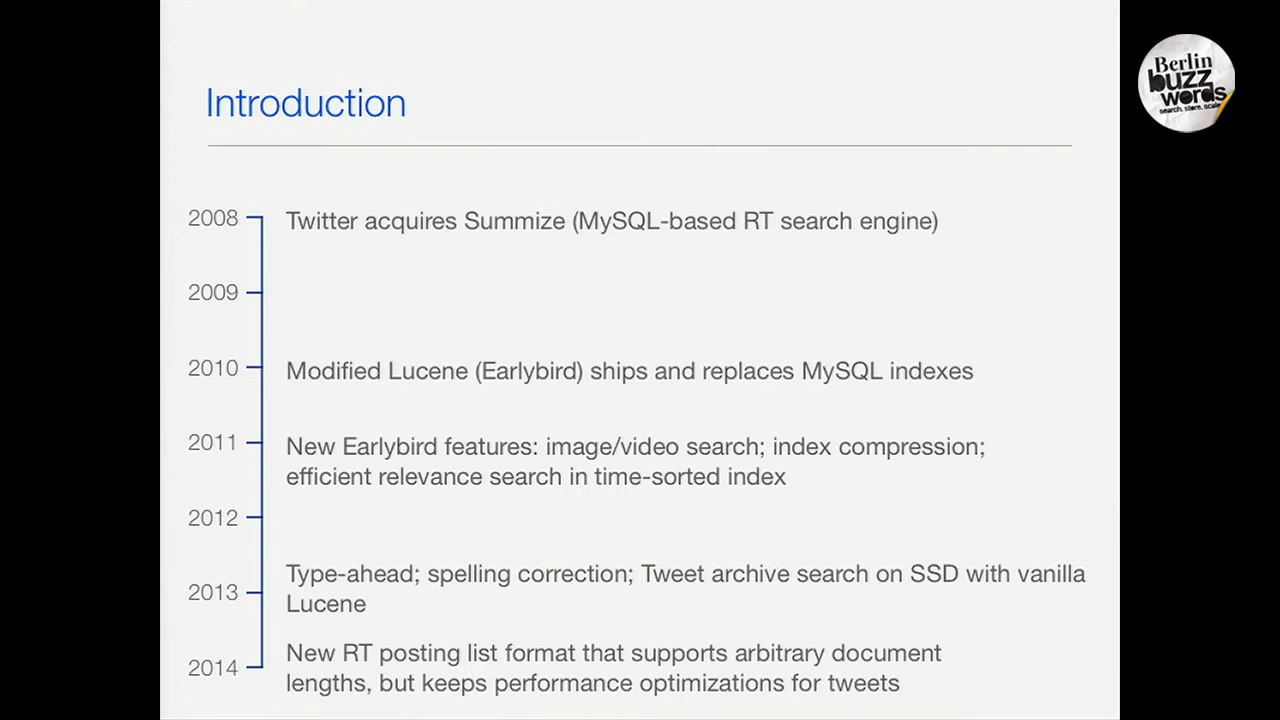 Berlin
buzz
words
search. store. scale.
Introduction
2008
Twitter acquires Summize (MySQL-based RT search engine)
2009
2010
Modified Lucene (Earlybird) ships and replaces MySQL indexes
2011
New Earlybird features: image/video search; index compression;
efficient relevance search in time-sorted index
2012
2013
Type-ahead; spelling correction; Tweet archive search on SSD with vanilla
Lucene
2014
New RT posting list format that supports arbitrary document
lengths, but keeps performance optimizations for tweets